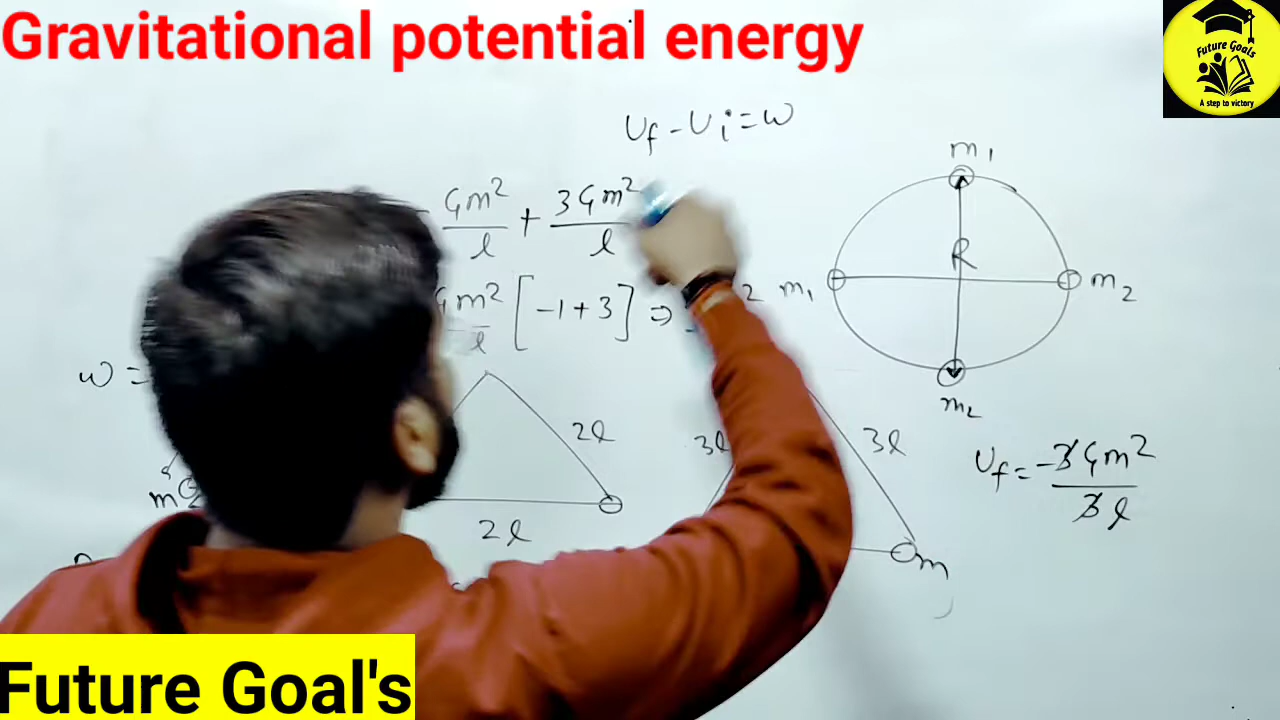 Gravitational potential energy
Future Goals
A step to victory
Uf - Ui = W
Gm²/l + 3Gm²/l
Gm²/l [-1 + 3] ⇒
W =
m₁
R
m₁
m₂
m₂
2l
2l
3l
3l
m
m
Uf = -3Gm²/3l
Future Goal's